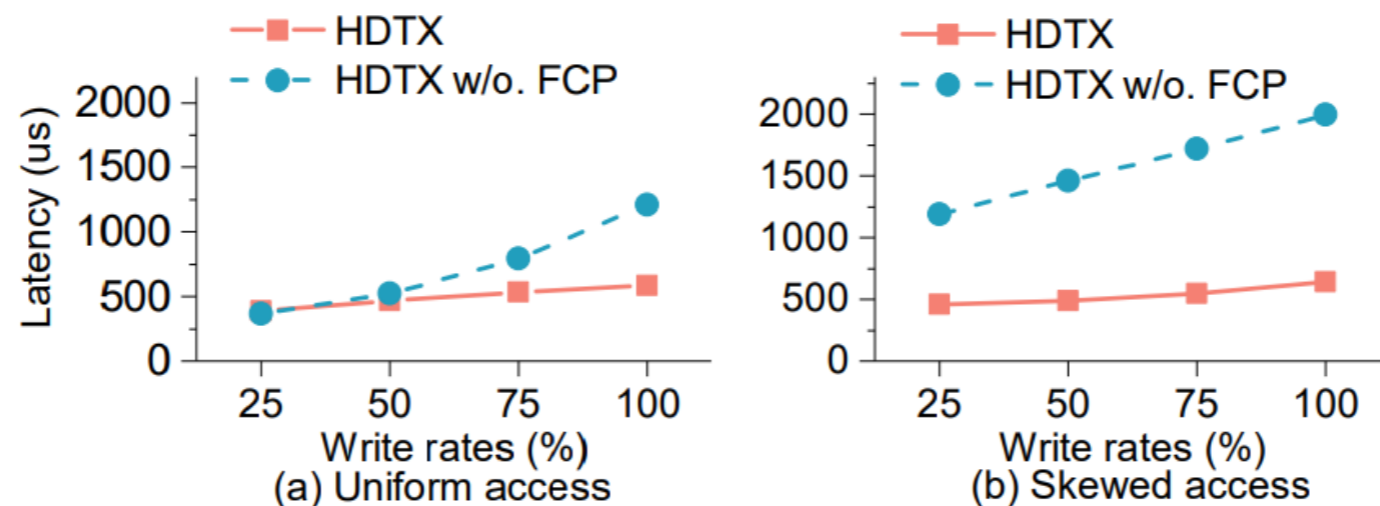 HDTX
HDTX w/o. FCP
Latency (us)
2000
1500
1000
500
0
25 50 75 100
Write rates (%)
(a) Uniform access
HDTX
HDTX w/o. FCP
2000
1500
1000
500
0
25 50 75 100
Write rates (%)
(b) Skewed access